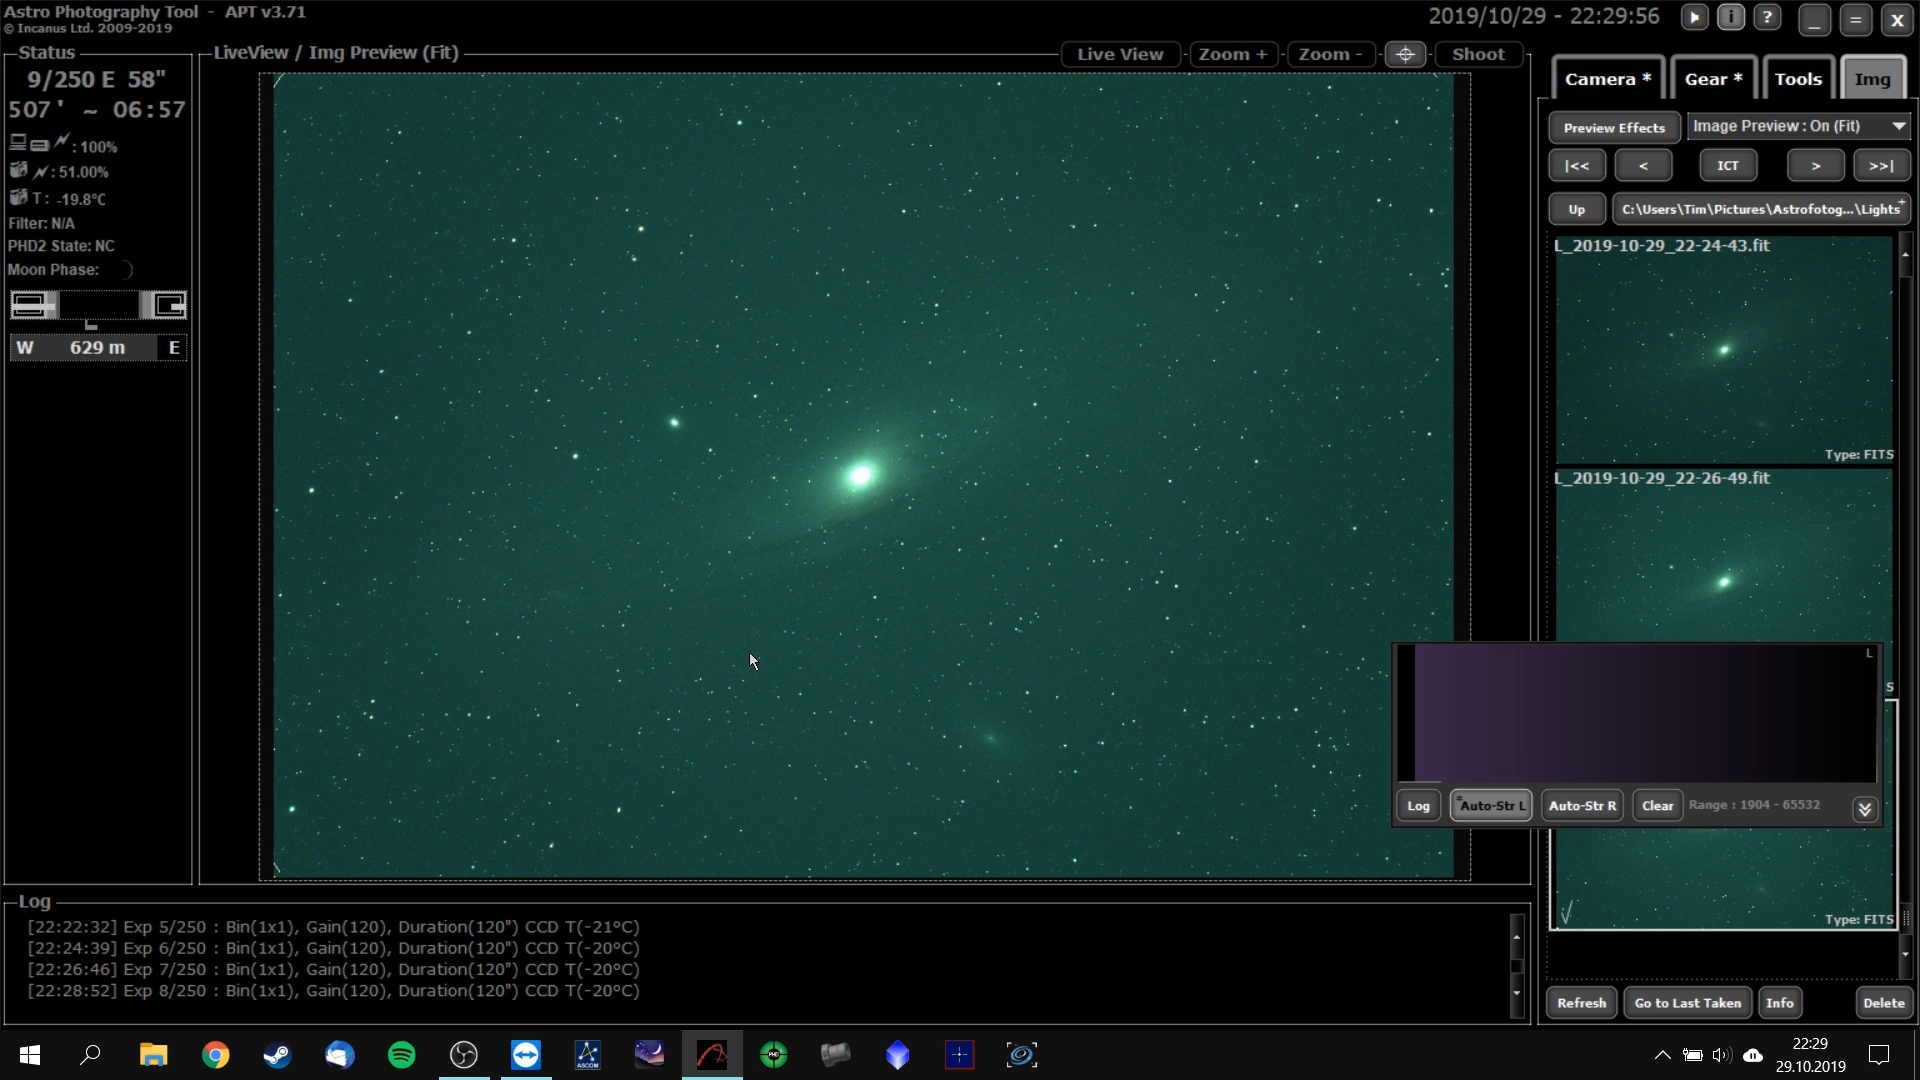 Astro Photography Tool - APT v3.71
© Incanus Ltd. 2009-2019
2019/10/29 - 22:29:56
i
?
_
=
X
Status
9/250 E 58"
507' ~ 06:57
: 100%
: 51.00%
T: -19.8°C
Filter: N/A
PHD2 State: NC
Moon Phase:
W 629 m E
LiveView / Img Preview (Fit)
Live View
Zoom +
Zoom -
Shoot
Camera *
Gear *
Tools
Img
Preview Effects
Image Preview : On (Fit)
|<<
<
ICT
>
>>|
Up
C:\Users\Tim\Pictures\Astrofotog...\Lights +
L_2019-10-29_22-24-43.fit
Type: FITS
L_2019-10-29_22-26-49.fit
S
L
Log
*Auto-Str L
Auto-Str R
Clear
Range : 1904 - 65532
Type: FITS
Refresh
Go to Last Taken
Info
Delete
Log
[22:22:32] Exp 5/250 : Bin(1x1), Gain(120), Duration(120") CCD T(-21°C)
[22:24:39] Exp 6/250 : Bin(1x1), Gain(120), Duration(120") CCD T(-20°C)
[22:26:46] Exp 7/250 : Bin(1x1), Gain(120), Duration(120") CCD T(-20°C)
[22:28:52] Exp 8/250 : Bin(1x1), Gain(120), Duration(120") CCD T(-20°C)
ASCOM
PHD
22:29
29.10.2019